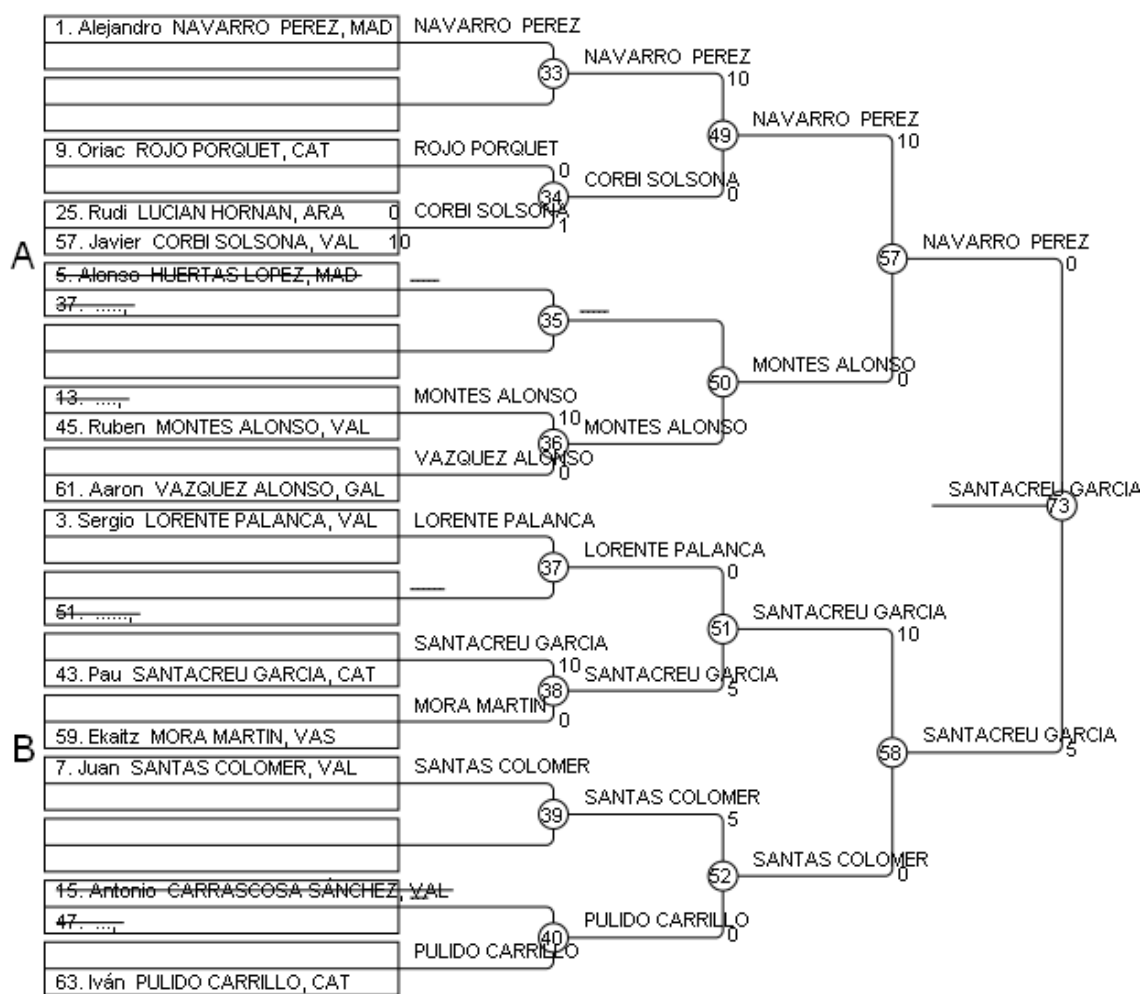 1. Alejandro NAVARRO PEREZ, MAD NAVARRO PEREZ
33 NAVARRO PEREZ
10
49 NAVARRO PEREZ
10
9. Oriac ROJO PORQUET, CAT ROJO PORQUET
0
34 CORBI SOLSONA
0
25. Rudi LUCIAN HORNAN, ARA 0 CORBI SOLSONA
1
57. Javier CORBI SOLSONA, VAL 10
A
57 NAVARRO PEREZ
0
5. Alonso HUERTAS LOPEZ, MAD -----
37. .....,
35 -----
50 MONTES ALONSO
0
13. ....,
MONTES ALONSO
10
45. Ruben MONTES ALONSO, VAL
36 MONTES ALONSO
VAZQUEZ ALONSO
0
61. Aaron VAZQUEZ ALONSO, GAL
SANTACREU GARCIA
73
3. Sergio LORENTE PALANCA, VAL LORENTE PALANCA
37 LORENTE PALANCA
0
-----
51. ......,
51 SANTACREU GARCIA
10
SANTACREU GARCIA
10
43. Pau SANTACREU GARCIA, CAT
38 SANTACREU GARCIA
5
MORA MARTIN
0
59. Ekaitz MORA MARTIN, VAS
B
58 SANTACREU GARCIA
5
7. Juan SANTAS COLOMER, VAL SANTAS COLOMER
39 SANTAS COLOMER
5
52 SANTAS COLOMER
0
15. Antonio CARRASCOSA SÁNCHEZ, VAL
47. ...,
40 PULIDO CARRILLO
0
PULIDO CARRILLO
63. Iván PULIDO CARRILLO, CAT